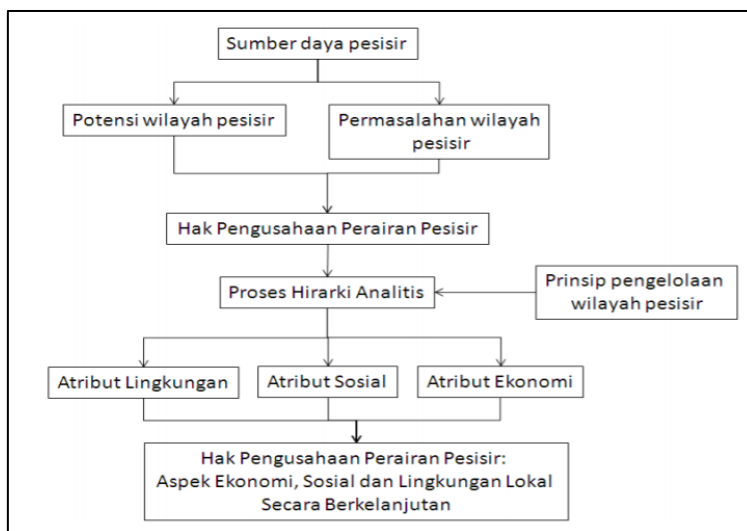 Sumber daya pesisir
Potensi wilayah pesisir
Permasalahan wilayah
pesisir
Hak Pengusahaan Perairan Pesisir
Proses Hirarki Analitis
Prinsip pengelolaan
wilayah pesisir
Atribut Lingkungan
Atribut Sosial
Atribut Ekonomi
Hak Pengusahaan Perairan Pesisir:
Aspek Ekonomi, Sosial dan Lingkungan Lokal
Secara Berkelanjutan